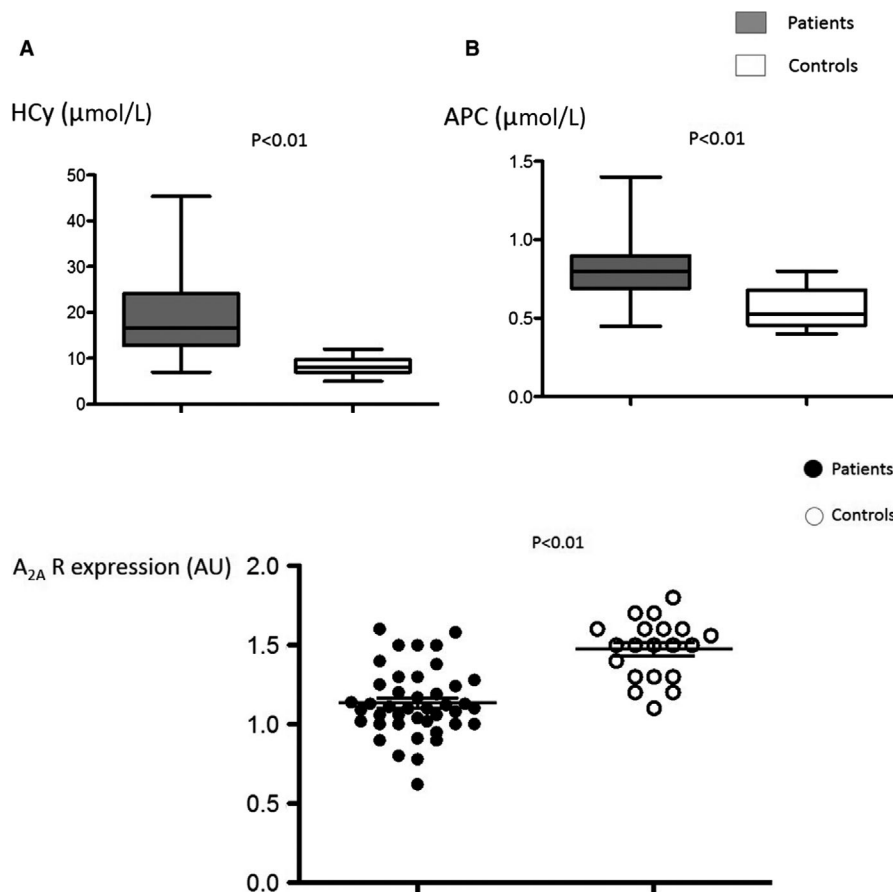 A
B
Patients
Controls
HCy (μmol/L)
APC (μmol/L)
P<0.01
P<0.01
50
40
30
20
10
0
1.5
1.0
0.5
0.0
Patients
Controls
P<0.01
A2A R expression (AU)
2.0
1.5
1.0
0.5
0.0